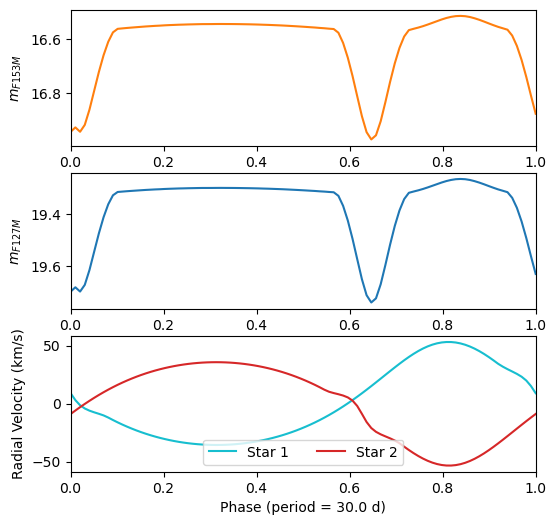 16.6
16.8
m_F153M
0.0 0.2 0.4 0.6 0.8 1.0
19.4
19.6
m_F127M
0.0 0.2 0.4 0.6 0.8 1.0
50
0
−50
Radial Velocity (km/s)
Star 1 Star 2
0.0 0.2 0.4 0.6 0.8 1.0
Phase (period = 30.0 d)